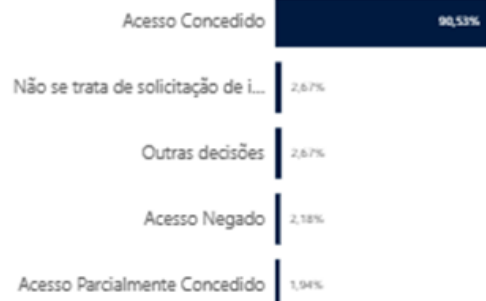 Acesso Concedido 90,53%
Não se trata de solicitação de i... 2,67%
Outras decisões 2,67%
Acesso Negado 2,18%
Acesso Parcialmente Concedido 1,94%